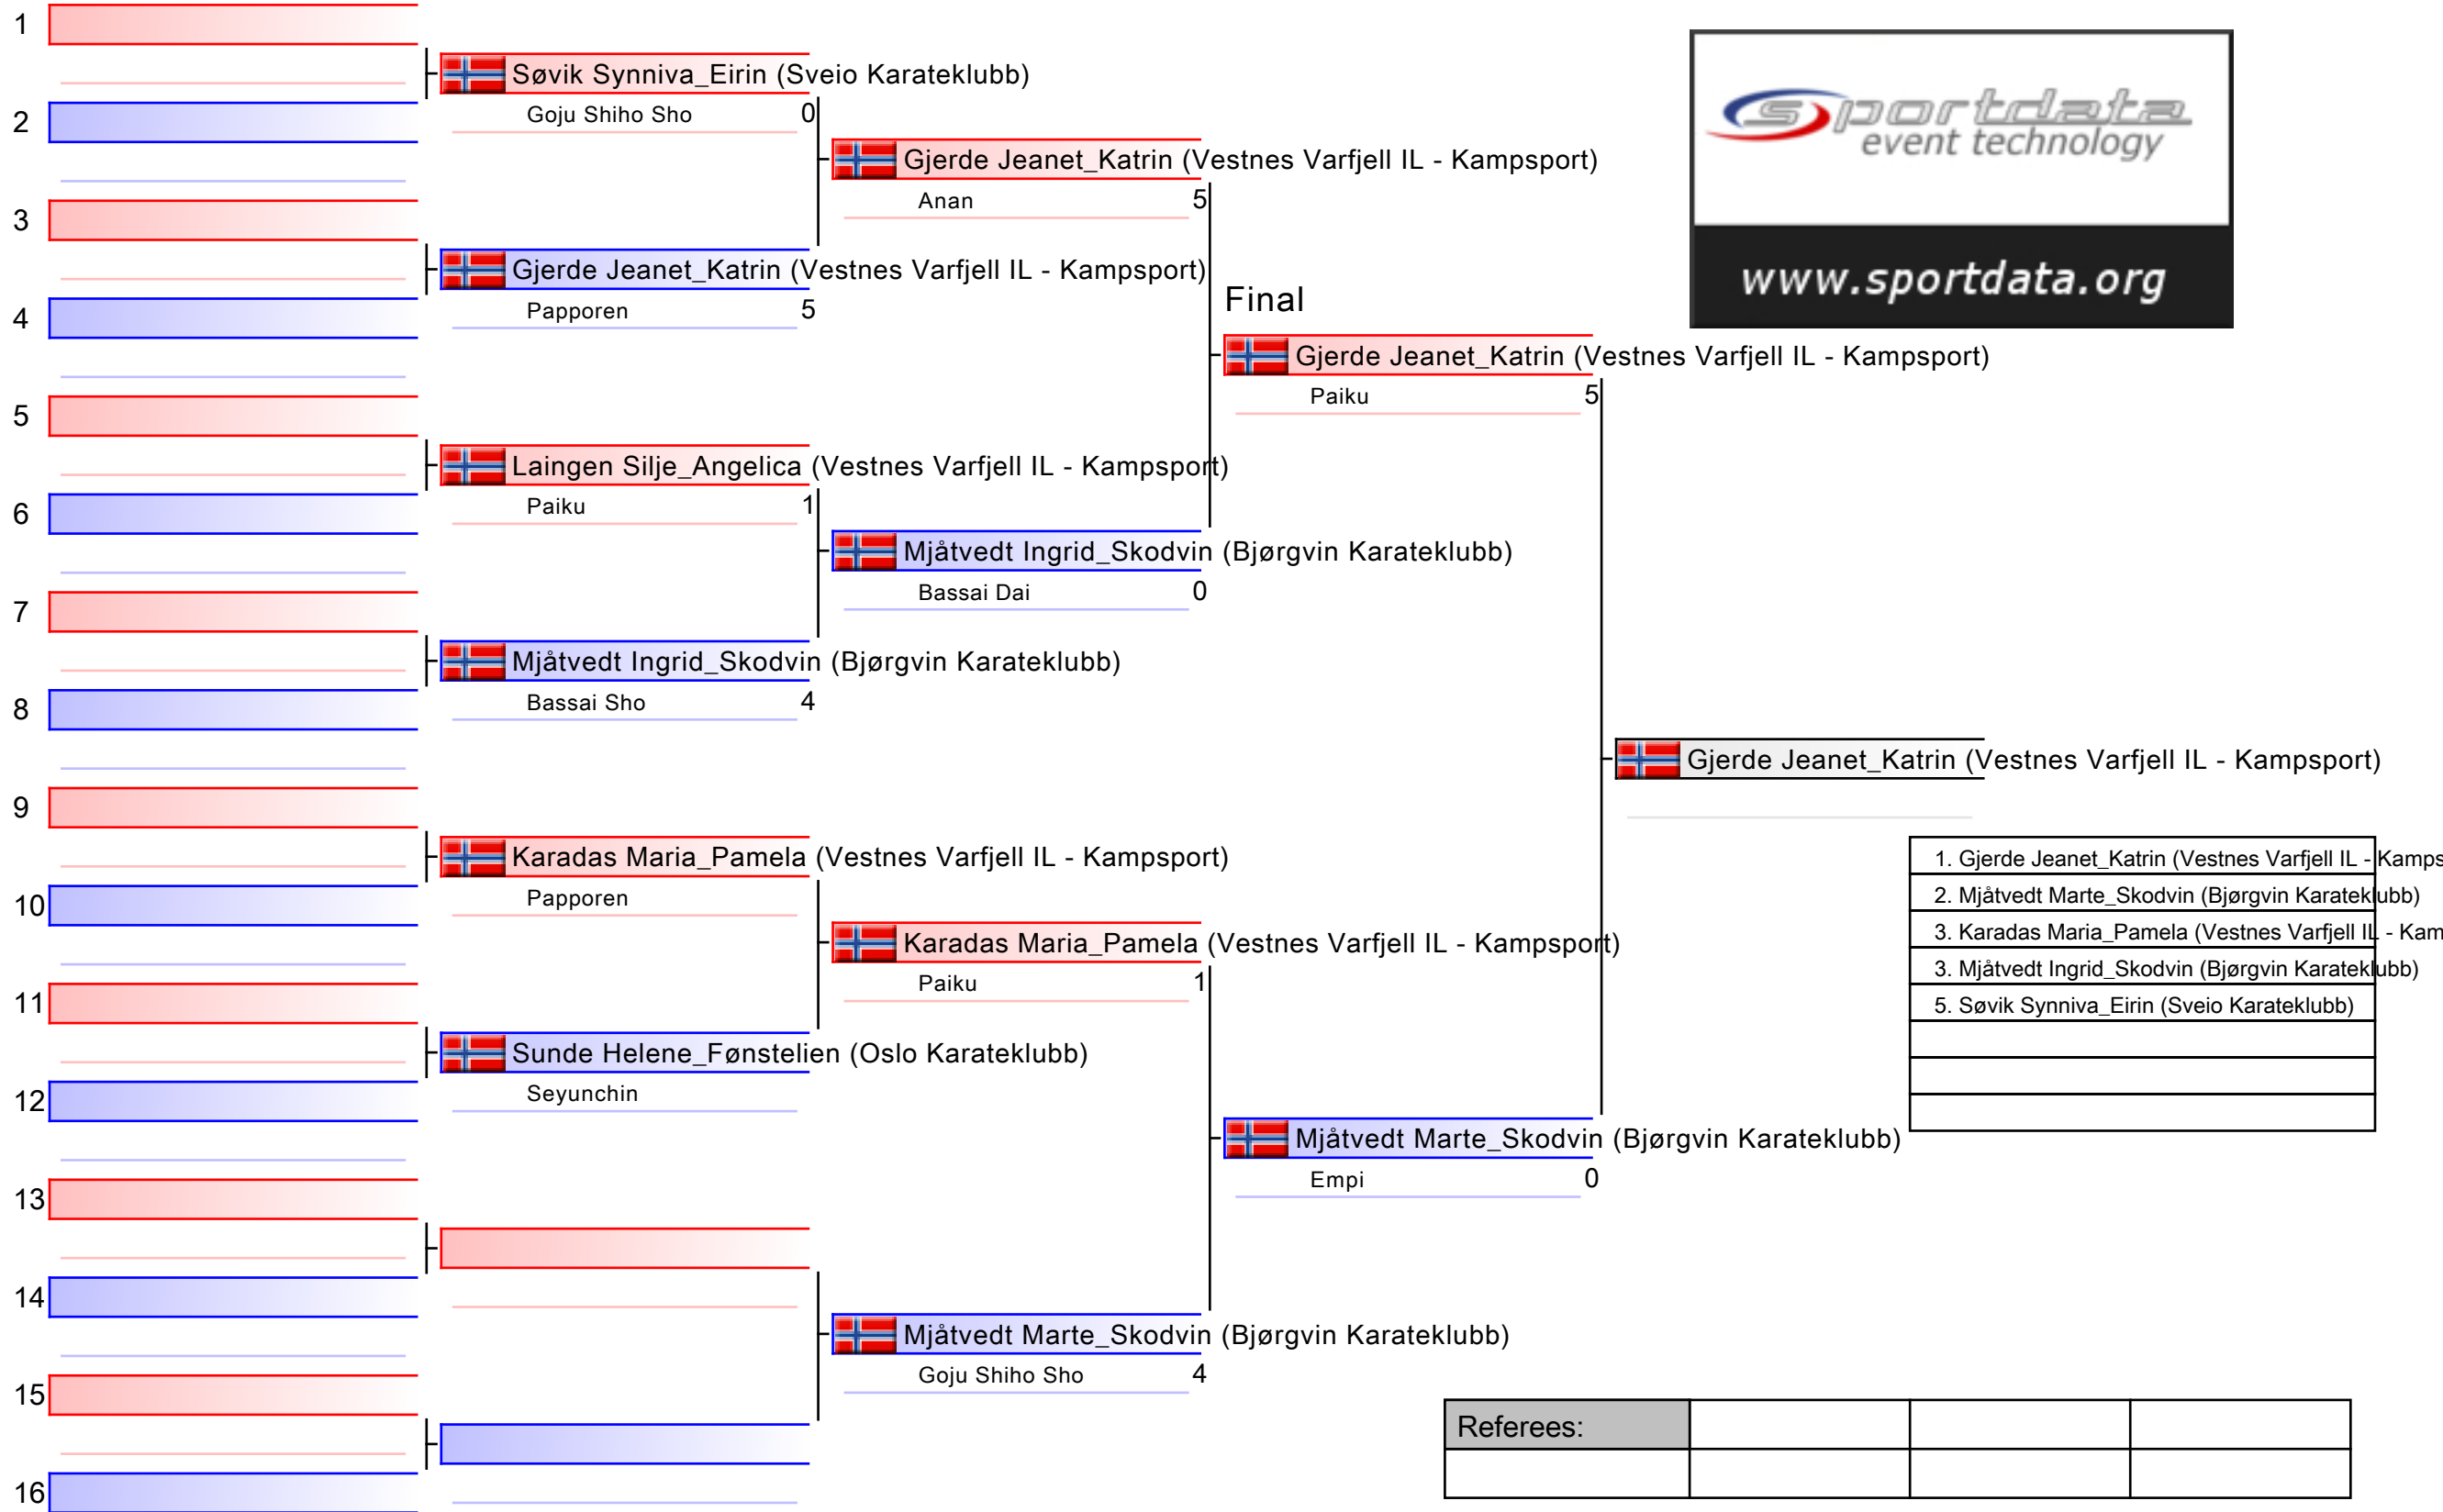 1
Søvik Synniva_Eirin (Sveio Karateklubb)
Goju Shiho Sho 0
2
Gjerde Jeanet_Katrin (Vestnes Varfjell IL - Kampsport)
Anan 5
3
Gjerde Jeanet_Katrin (Vestnes Varfjell IL - Kampsport)
Papporen 5
4
sportdata
event technology
www.sportdata.org
Final
Gjerde Jeanet_Katrin (Vestnes Varfjell IL - Kampsport)
Paiku 5
5
Laingen Silje_Angelica (Vestnes Varfjell IL - Kampsport)
Paiku 1
6
Mjåtvedt Ingrid_Skodvin (Bjørgvin Karateklubb)
Bassai Dai 0
7
Mjåtvedt Ingrid_Skodvin (Bjørgvin Karateklubb)
Bassai Sho 4
8
Gjerde Jeanet_Katrin (Vestnes Varfjell IL - Kampsport)
9
Karadas Maria_Pamela (Vestnes Varfjell IL - Kampsport)
Papporen
10
Karadas Maria_Pamela (Vestnes Varfjell IL - Kampsport)
Paiku 1
11
Sunde Helene_Fønstelien (Oslo Karateklubb)
Seyunchin
12
1. Gjerde Jeanet_Katrin (Vestnes Varfjell IL - Kamps
2. Mjåtvedt Marte_Skodvin (Bjørgvin Karateklubb)
3. Karadas Maria_Pamela (Vestnes Varfjell IL - Kam
3. Mjåtvedt Ingrid_Skodvin (Bjørgvin Karateklubb)
5. Søvik Synniva_Eirin (Sveio Karateklubb)
Mjåtvedt Marte_Skodvin (Bjørgvin Karateklubb)
Empi 0
13
14
Mjåtvedt Marte_Skodvin (Bjørgvin Karateklubb)
Goju Shiho Sho 4
15
16
Referees: